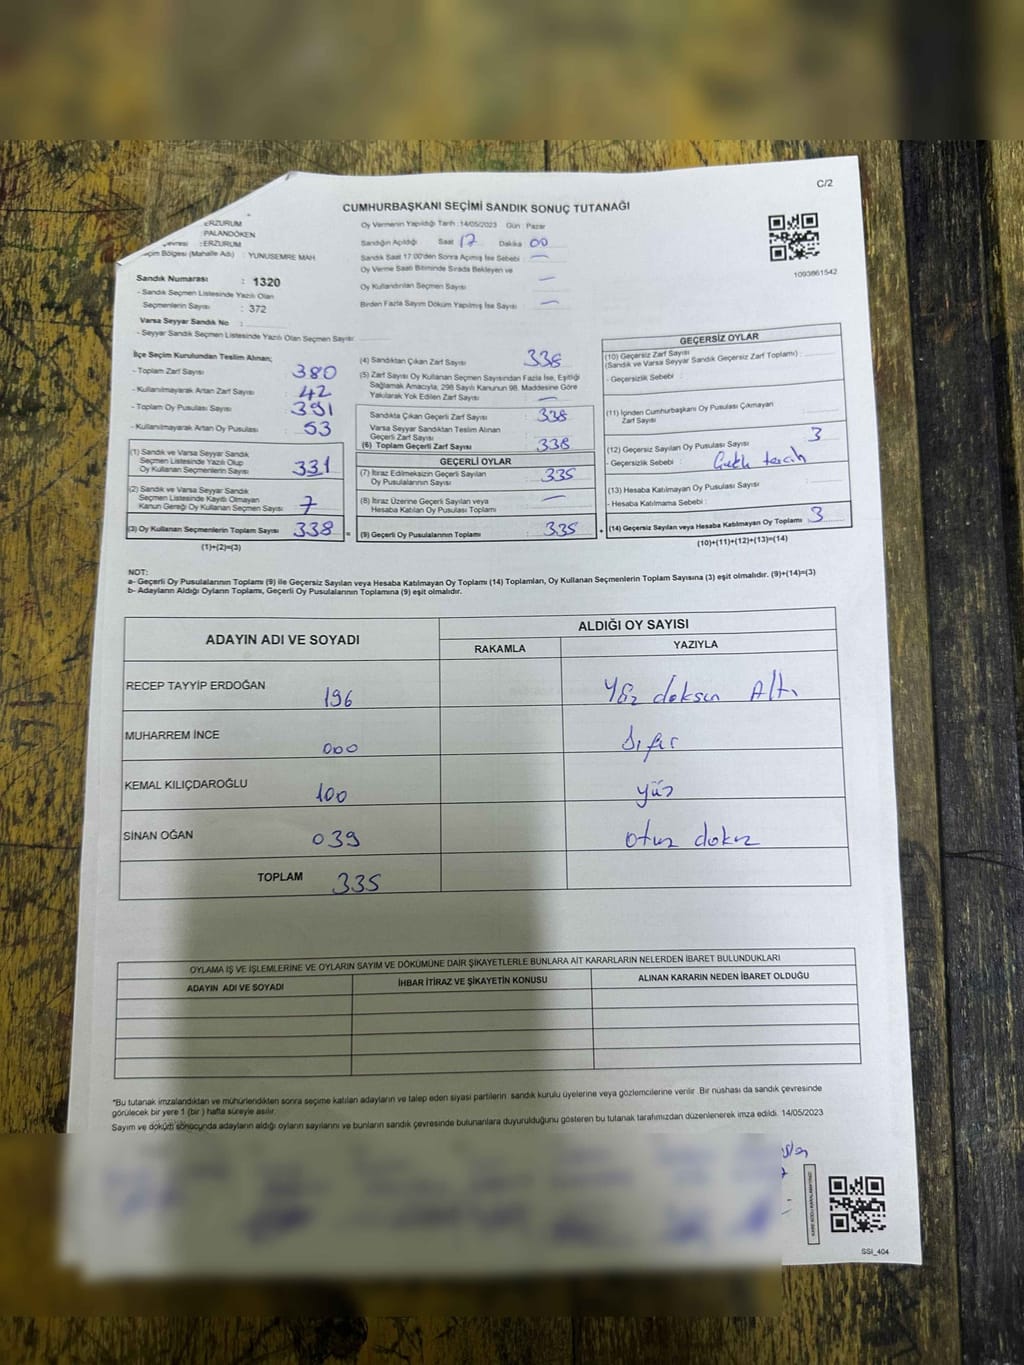 C/2
CUMHURBAŞKANI SEÇİMİ SANDIK SONUÇ TUTANAĞI
ERZURUM
PALANDÖKEN
: ERZURUM
Bölgesi (Mahalle Adı) : YUNUSEMRE MAH.
Sandık Numarası : 1320
- Sandık Seçmen Listesinde Yazılı Olan
Seçmenlerin Sayısı : 372
Varsa Seyyar Sandık No :
- Seyyar Sandık Seçmen Listesinde Yazılı Olan Seçmen Sayısı
Oy Vermenin Yapıldığı Tarih : 14/05/2023 Gün : Pazar
Sandığın Açıldığı Saat 17 Dakika 00
Sandık Saat 17:00'den Sonra Açılmış İse Sebebi : —
Oy Verme Saati Bitiminde Sırada Bekleyen ve
Oy Kullandırılan Seçmen Sayısı : —
Birden Fazla Sayım Döküm Yapılmış İse Sayısı : —
1093861542
İlçe Seçim Kurulundan Teslim Alınan;
- Toplam Zarf Sayısı : 380
- Kullanılmayarak Artan Zarf Sayısı : 42
- Toplam Oy Pusulası Sayısı : 391
- Kullanılmayarak Artan Oy Pusulası : 53
(1) Sandık ve Varsa Seyyar Sandık
Seçmen Listesinde Yazılı Olup
Oy Kullanan Seçmenlerin Sayısı : 331
(2) Sandık ve Varsa Seyyar Sandık
Seçmen Listesinde Kayıtlı Olmayan
Kanun Gereği Oy Kullanan Seçmen Sayısı : 7
(3) Oy Kullanan Seçmenlerin Toplam Sayısı : 338
(1)+(2)=(3)
(4) Sandıktan Çıkan Zarf Sayısı : 338
(5) Zarf Sayısı Oy Kullanan Seçmen Sayısından Fazla İse, Eşitliği
Sağlamak Amacıyla, 298 Sayılı Kanunun 98. Maddesine Göre
Yakılarak Yok Edilen Zarf Sayısı : —
Sandıkta Çıkan Geçerli Zarf Sayısı : 338
Varsa Seyyar Sandıktan Teslim Alınan
Geçerli Zarf Sayısı :
(6) Toplam Geçerli Zarf Sayısı : 338
GEÇERLİ OYLAR
(7) İtiraz Edilmeksizin Geçerli Sayılan
Oy Pusulalarının Sayısı : 335
(8) İtiraz Üzerine Geçerli Sayılan veya
Hesaba Katılan Oy Pusulası Toplamı : —
(9) Geçerli Oy Pusulalarının Toplamı : 335
GEÇERSİZ OYLAR
(10) Geçersiz Zarf Sayısı
(Sandık ve Varsa Seyyar Sandık Geçersiz Zarf Toplamı) :
- Geçersizlik Sebebi :
(11) İçinden Cumhurbaşkanı Oy Pusulası Çıkmayan
Zarf Sayısı :
(12) Geçersiz Sayılan Oy Pusulası Sayısı : 3
- Geçersizlik Sebebi : tercih
(13) Hesaba Katılmayan Oy Pusulası Sayısı :
- Hesaba Katılmama Sebebi :
(14) Geçersiz Sayılan veya Hesaba Katılmayan Oy Toplamı : 3
(10)+(11)+(12)+(13)=(14)
NOT:
a- Geçerli Oy Pusulalarının Toplamı (9) ile Geçersiz Sayılan veya Hesaba Katılmayan Oy Toplamı (14) Toplamları, Oy Kullanan Seçmenlerin Toplam Sayısına (3) eşit olmalıdır. (9)+(14)=(3)
b- Adayların Aldığı Oyların Toplamı, Geçerli Oy Pusulalarının Toplamına (9) eşit olmalıdır.
ADAYIN ADI VE SOYADI
ALDIĞI OY SAYISI
RAKAMLA YAZIYLA
RECEP TAYYİP ERDOĞAN 196 Yüz doksan Altı
MUHARREM İNCE 000 Sıfır
KEMAL KILIÇDAROĞLU 100 yüz
SİNAN OĞAN 039 otuz dokuz
TOPLAM 335
OYLAMA İŞ VE İŞLEMLERİNE VE OYLARIN SAYIM VE DÖKÜMÜNE DAİR ŞİKAYETLERLE BUNLARA AİT KARARLARIN NELERDEN İBARET BULUNDUKLARI
ADAYIN ADI VE SOYADI İHBAR İTİRAZ VE ŞİKAYETİN KONUSU ALINAN KARARIN NEDEN İBARET OLDUĞU
*Bu tutanak imzalandıktan ve mühürlendikten sonra seçime katılan adayların ve talep eden siyasi partilerin sandık kurulu üyelerine veya gözlemcilerine verilir. Bir nüshası da sandık çevresinde
görülecek bir yere 1 (bir) hafta süreyle asılır.
Sayım ve dökümü sonucunda adayların aldığı oyların sayılarını ve bunların sandık çevresinde bulunanlara duyurulduğunu gösteren bu tutanak tarafımızdan düzenlenerek imza edildi. 14/05/2023
SSI_404